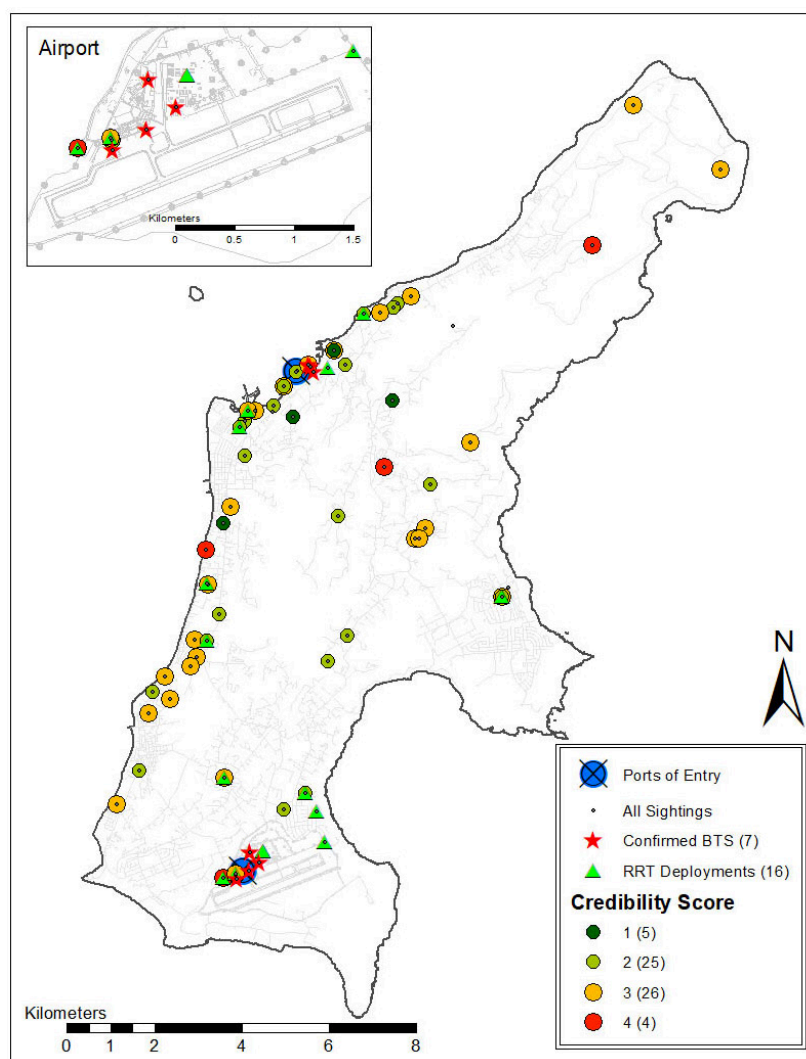 Airport
Kilometers
0 0.5 1 1.5
N
Ports of Entry
All Sightings
Confirmed BTS (7)
RRT Deployments (16)
Credibility Score
1 (5)
2 (25)
3 (26)
4 (4)
Kilometers
0 2 4 6 8